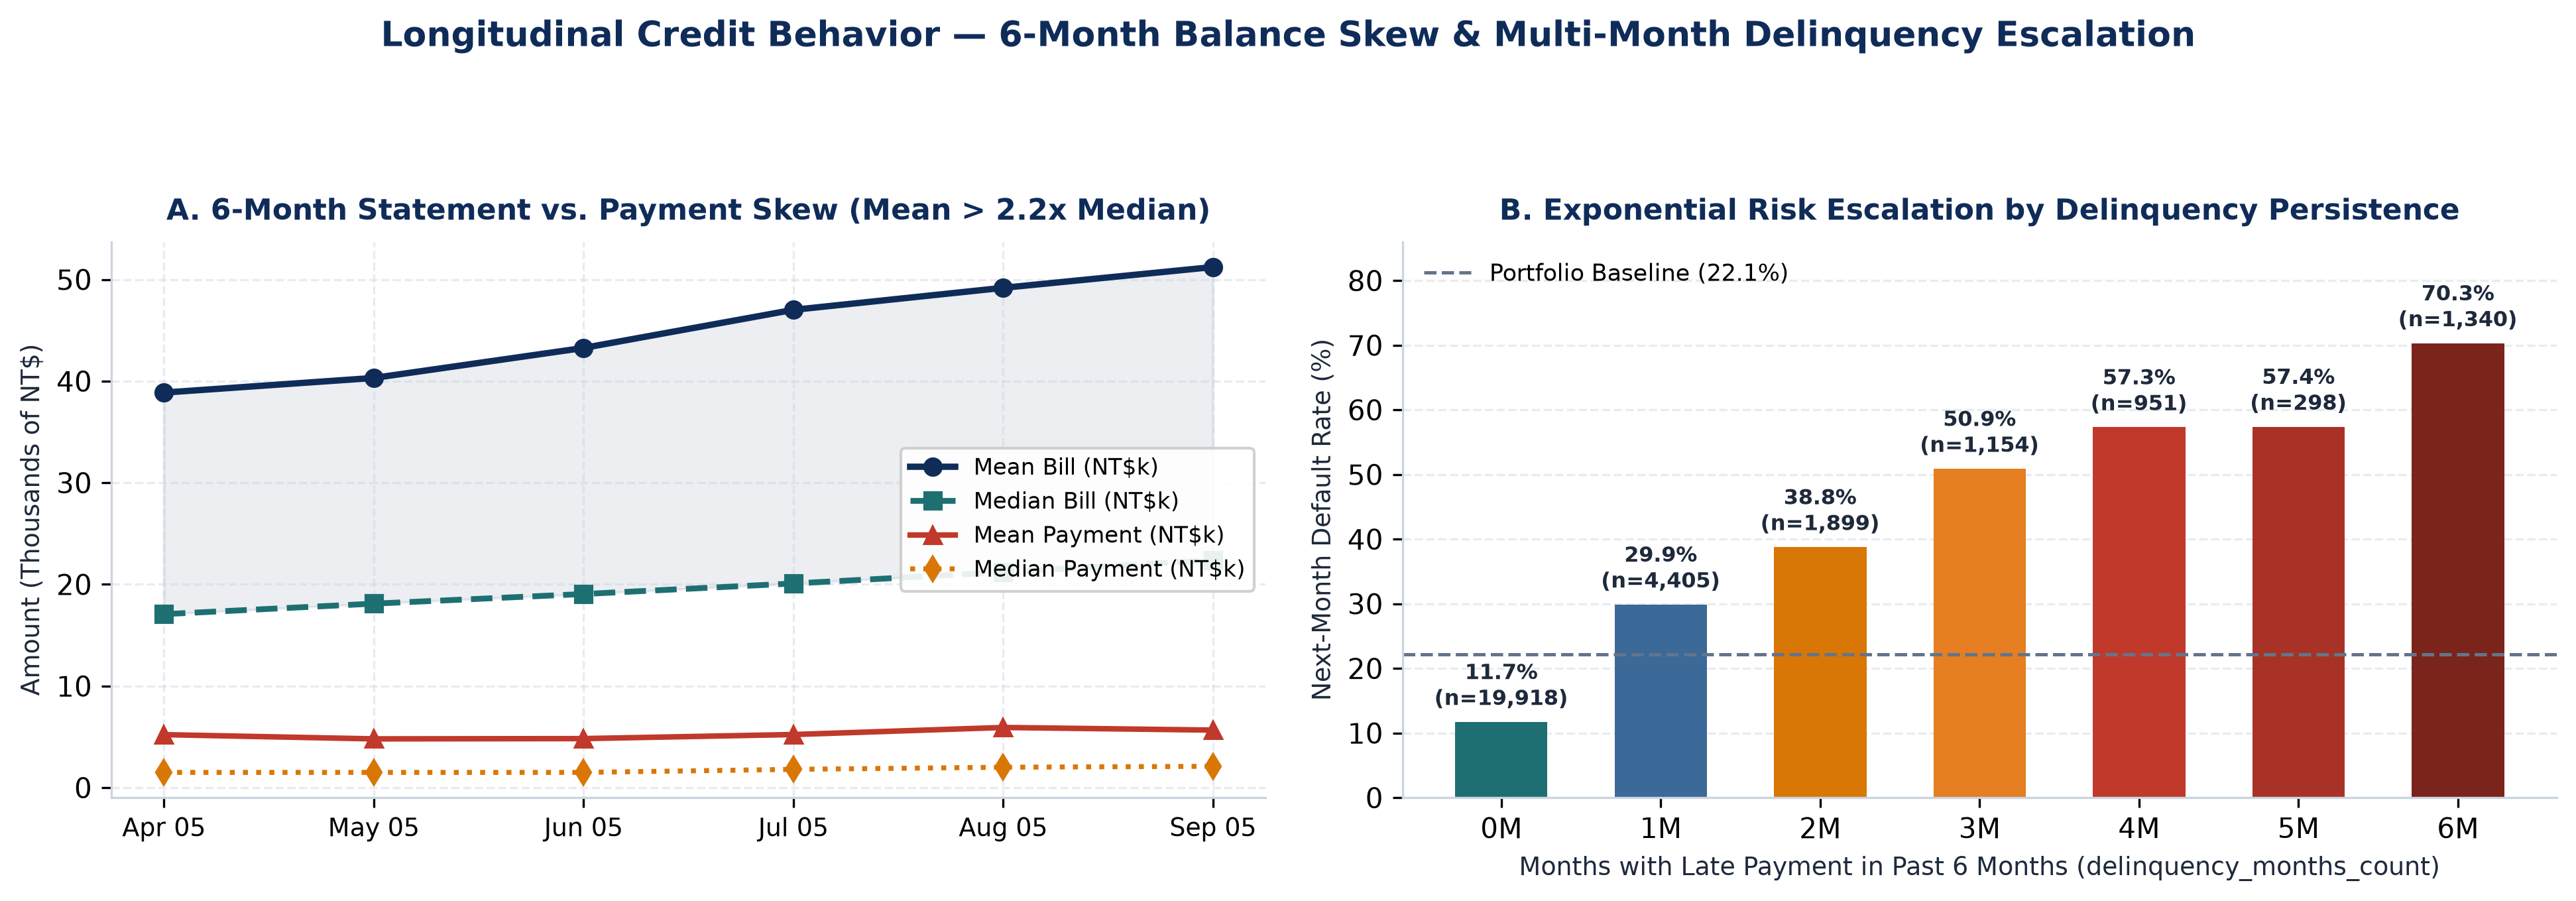 Longitudinal Credit Behavior — 6-Month Balance Skew & Multi-Month Delinquency Escalation
A. 6-Month Statement vs. Payment Skew (Mean > 2.2x Median)
Amount (Thousands of NT$)
50
40
30
20
10
0
Mean Bill (NT$k)
Median Bill (NT$k)
Mean Payment (NT$k)
Median Payment (NT$k)
Apr 05
May 05
Jun 05
Jul 05
Aug 05
Sep 05
B. Exponential Risk Escalation by Delinquency Persistence
Next-Month Default Rate (%)
80
70
60
50
40
30
20
10
0
Portfolio Baseline (22.1%)
11.7%
(n=19,918)
29.9%
(n=4,405)
38.8%
(n=1,899)
50.9%
(n=1,154)
57.3%
(n=951)
57.4%
(n=298)
70.3%
(n=1,340)
0M
1M
2M
3M
4M
5M
6M
Months with Late Payment in Past 6 Months (delinquency_months_count)